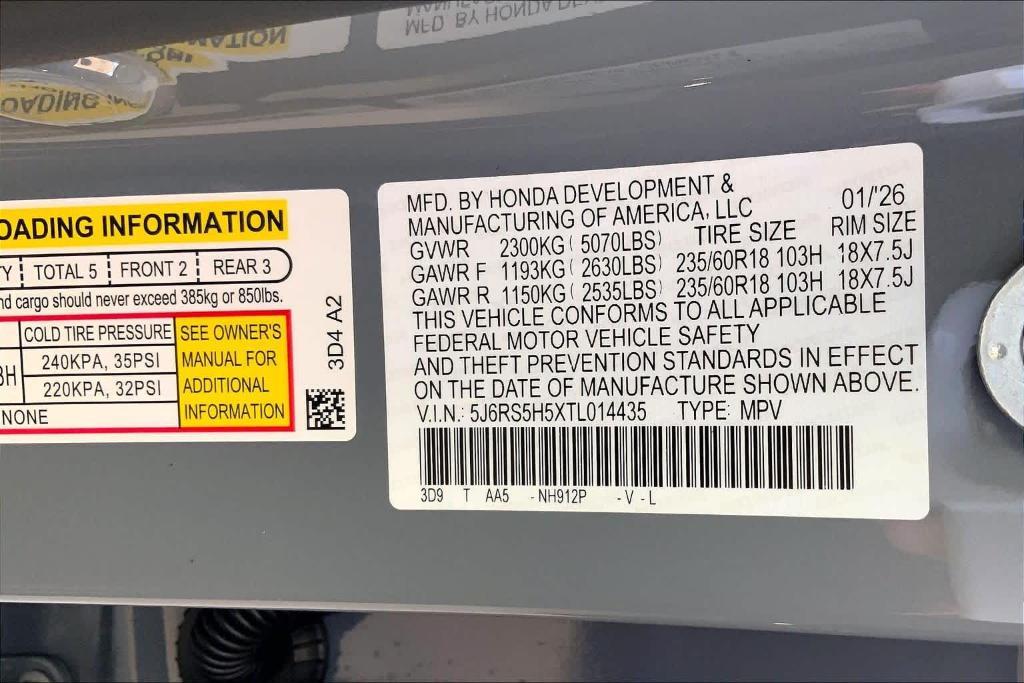 MFD. BY HONDA DE
OADING INFORMATION
TOTAL 5 FRONT 2 REAR 3
cargo should never exceed 385kg or 850lbs.
COLD TIRE PRESSURE
240KPA, 35PSI
220KPA, 32PSI
NONE
SEE OWNER'S
MANUAL FOR
ADDITIONAL
INFORMATION
3D4 A2
MFD. BY HONDA DEVELOPMENT &
MANUFACTURING OF AMERICA, LLC 01/'26
GVWR 2300KG ( 5070LBS) TIRE SIZE RIM SIZE
GAWR F 1193KG ( 2630LBS) 235/60R18 103H 18X7.5J
GAWR R 1150KG ( 2535LBS) 235/60R18 103H 18X7.5J
THIS VEHICLE CONFORMS TO ALL APPLICABLE
FEDERAL MOTOR VEHICLE SAFETY
AND THEFT PREVENTION STANDARDS IN EFFECT
ON THE DATE OF MANUFACTURE SHOWN ABOVE.
V.I.N.: 5J6RS5H5XTL014435 TYPE: MPV
3D9 T AA5 -NH912P -V -L